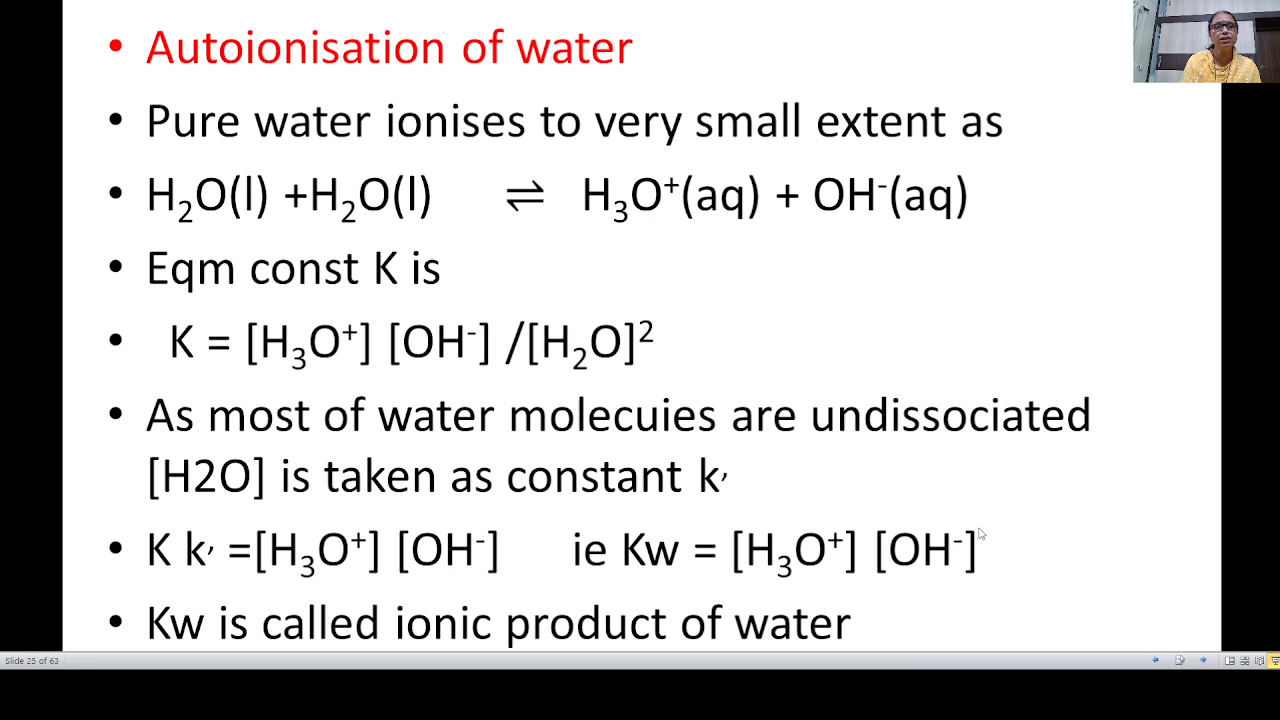 • Autoionisation of water
• Pure water ionises to very small extent as
• H₂O(l) +H₂O(l) ⇌ H₃O⁺(aq) + OH⁻(aq)
• Eqm const K is
• K = [H₃O⁺] [OH⁻] /[H₂O]²
• As most of water molecuies are undissociated
[H2O] is taken as constant k′
• K k′ =[H₃O⁺] [OH⁻] ie Kw = [H₃O⁺] [OH⁻]
• Kw is called ionic product of water
Slide 25 of 63